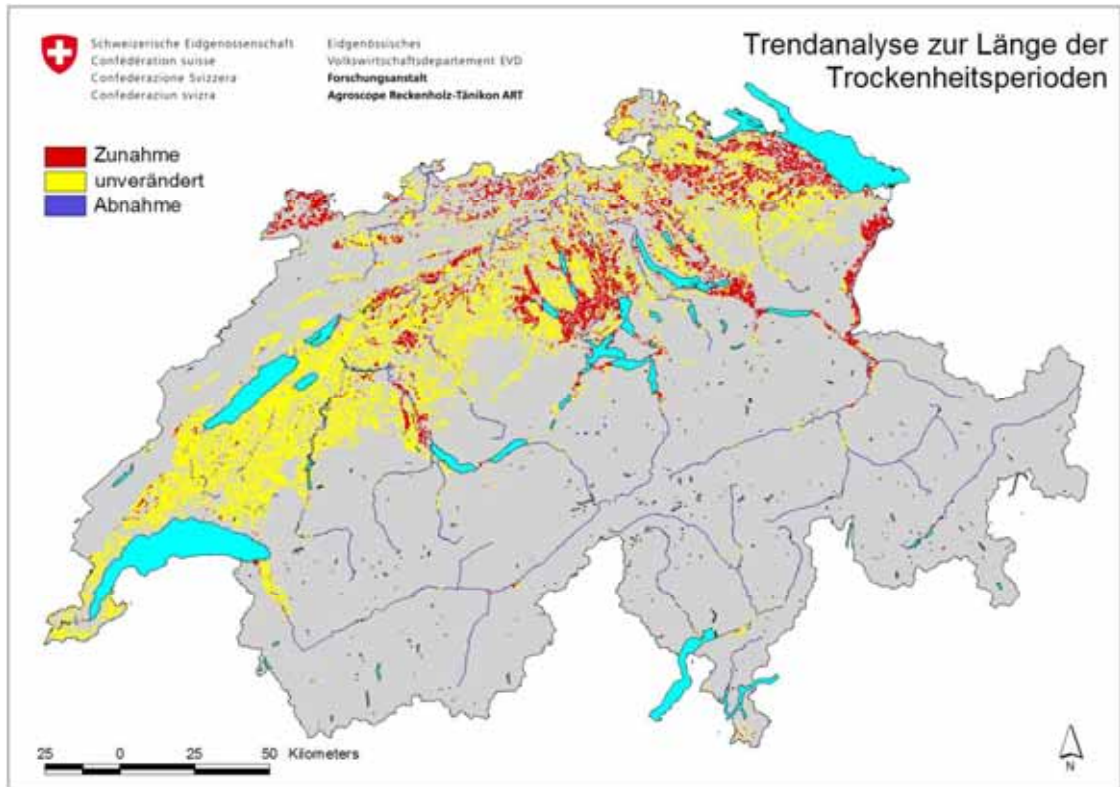 Schweizerische Eidgenossenschaft
Confédération suisse
Confederazione Svizzera
Confederaziun svizra
Eidgenössisches
Volkswirtschaftsdepartement EVD
Forschungsanstalt
Agroscope Reckenholz-Tänikon ART
Trendanalyse zur Länge der
Trockenheitsperioden
Zunahme
unverändert
Abnahme
25 0 25 50 Kilometers
N